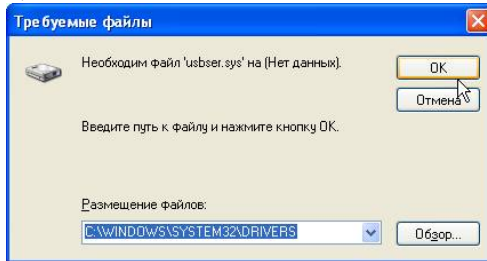 Требуемые файлы
Необходим файл 'usbser.sys' на (Нет данных).
OK
Отмена
Введите путь к файлу и нажмите кнопку OK.
Размещение файлов:
C:\WINDOWS\SYSTEM32\DRIVERS
Обзор...